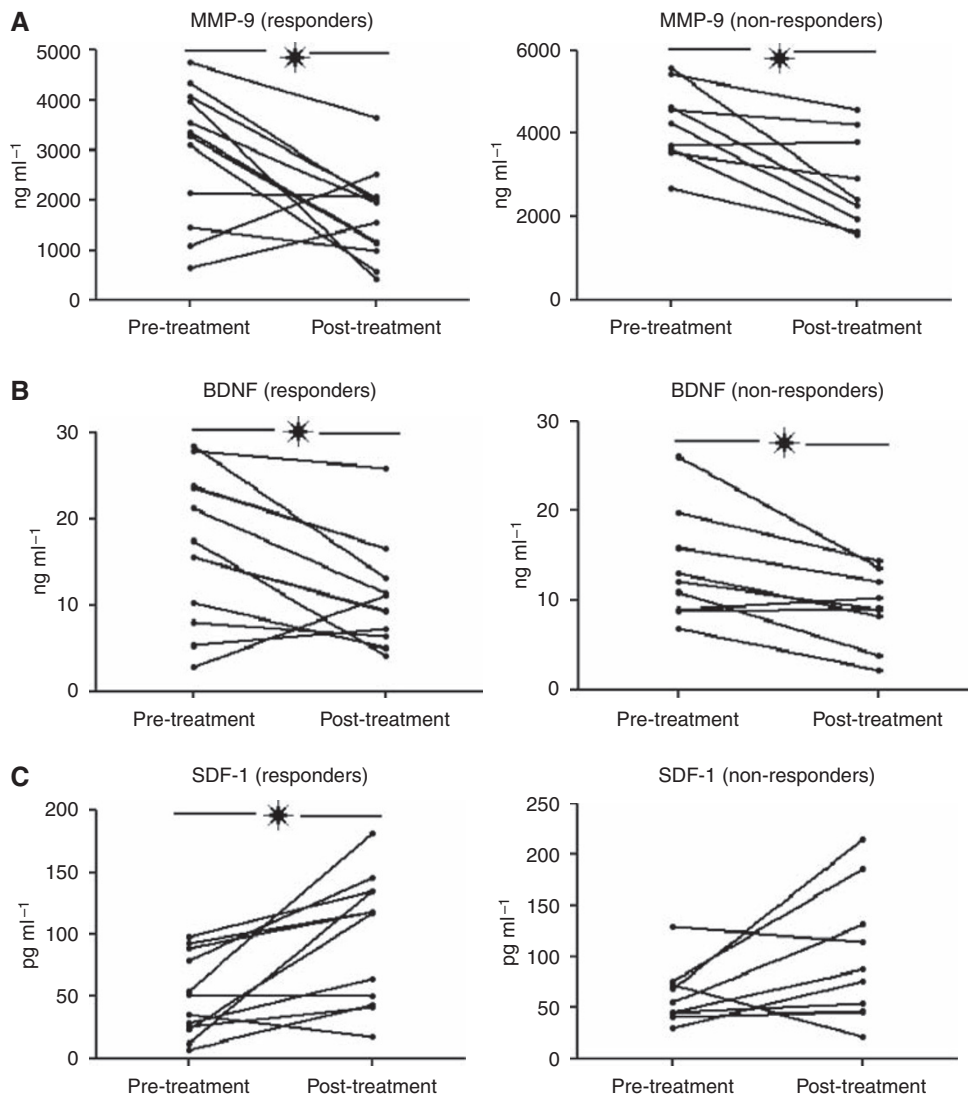 A
MMP-9 (responders)
MMP-9 (non-responders)
5000
4000
3000
2000
1000
0
ng ml⁻¹
Pre-treatment
Post-treatment
6000
4000
2000
0
ng ml⁻¹
Pre-treatment
Post-treatment
B
BDNF (responders)
BDNF (non-responders)
30
20
10
0
ng ml⁻¹
Pre-treatment
Post-treatment
30
20
10
0
ng ml⁻¹
Pre-treatment
Post-treatment
C
SDF-1 (responders)
SDF-1 (non-responders)
200
150
100
50
0
pg ml⁻¹
Pre-treatment
Post-treatment
250
200
150
100
50
0
pg ml⁻¹
Pre-treatment
Post-treatment